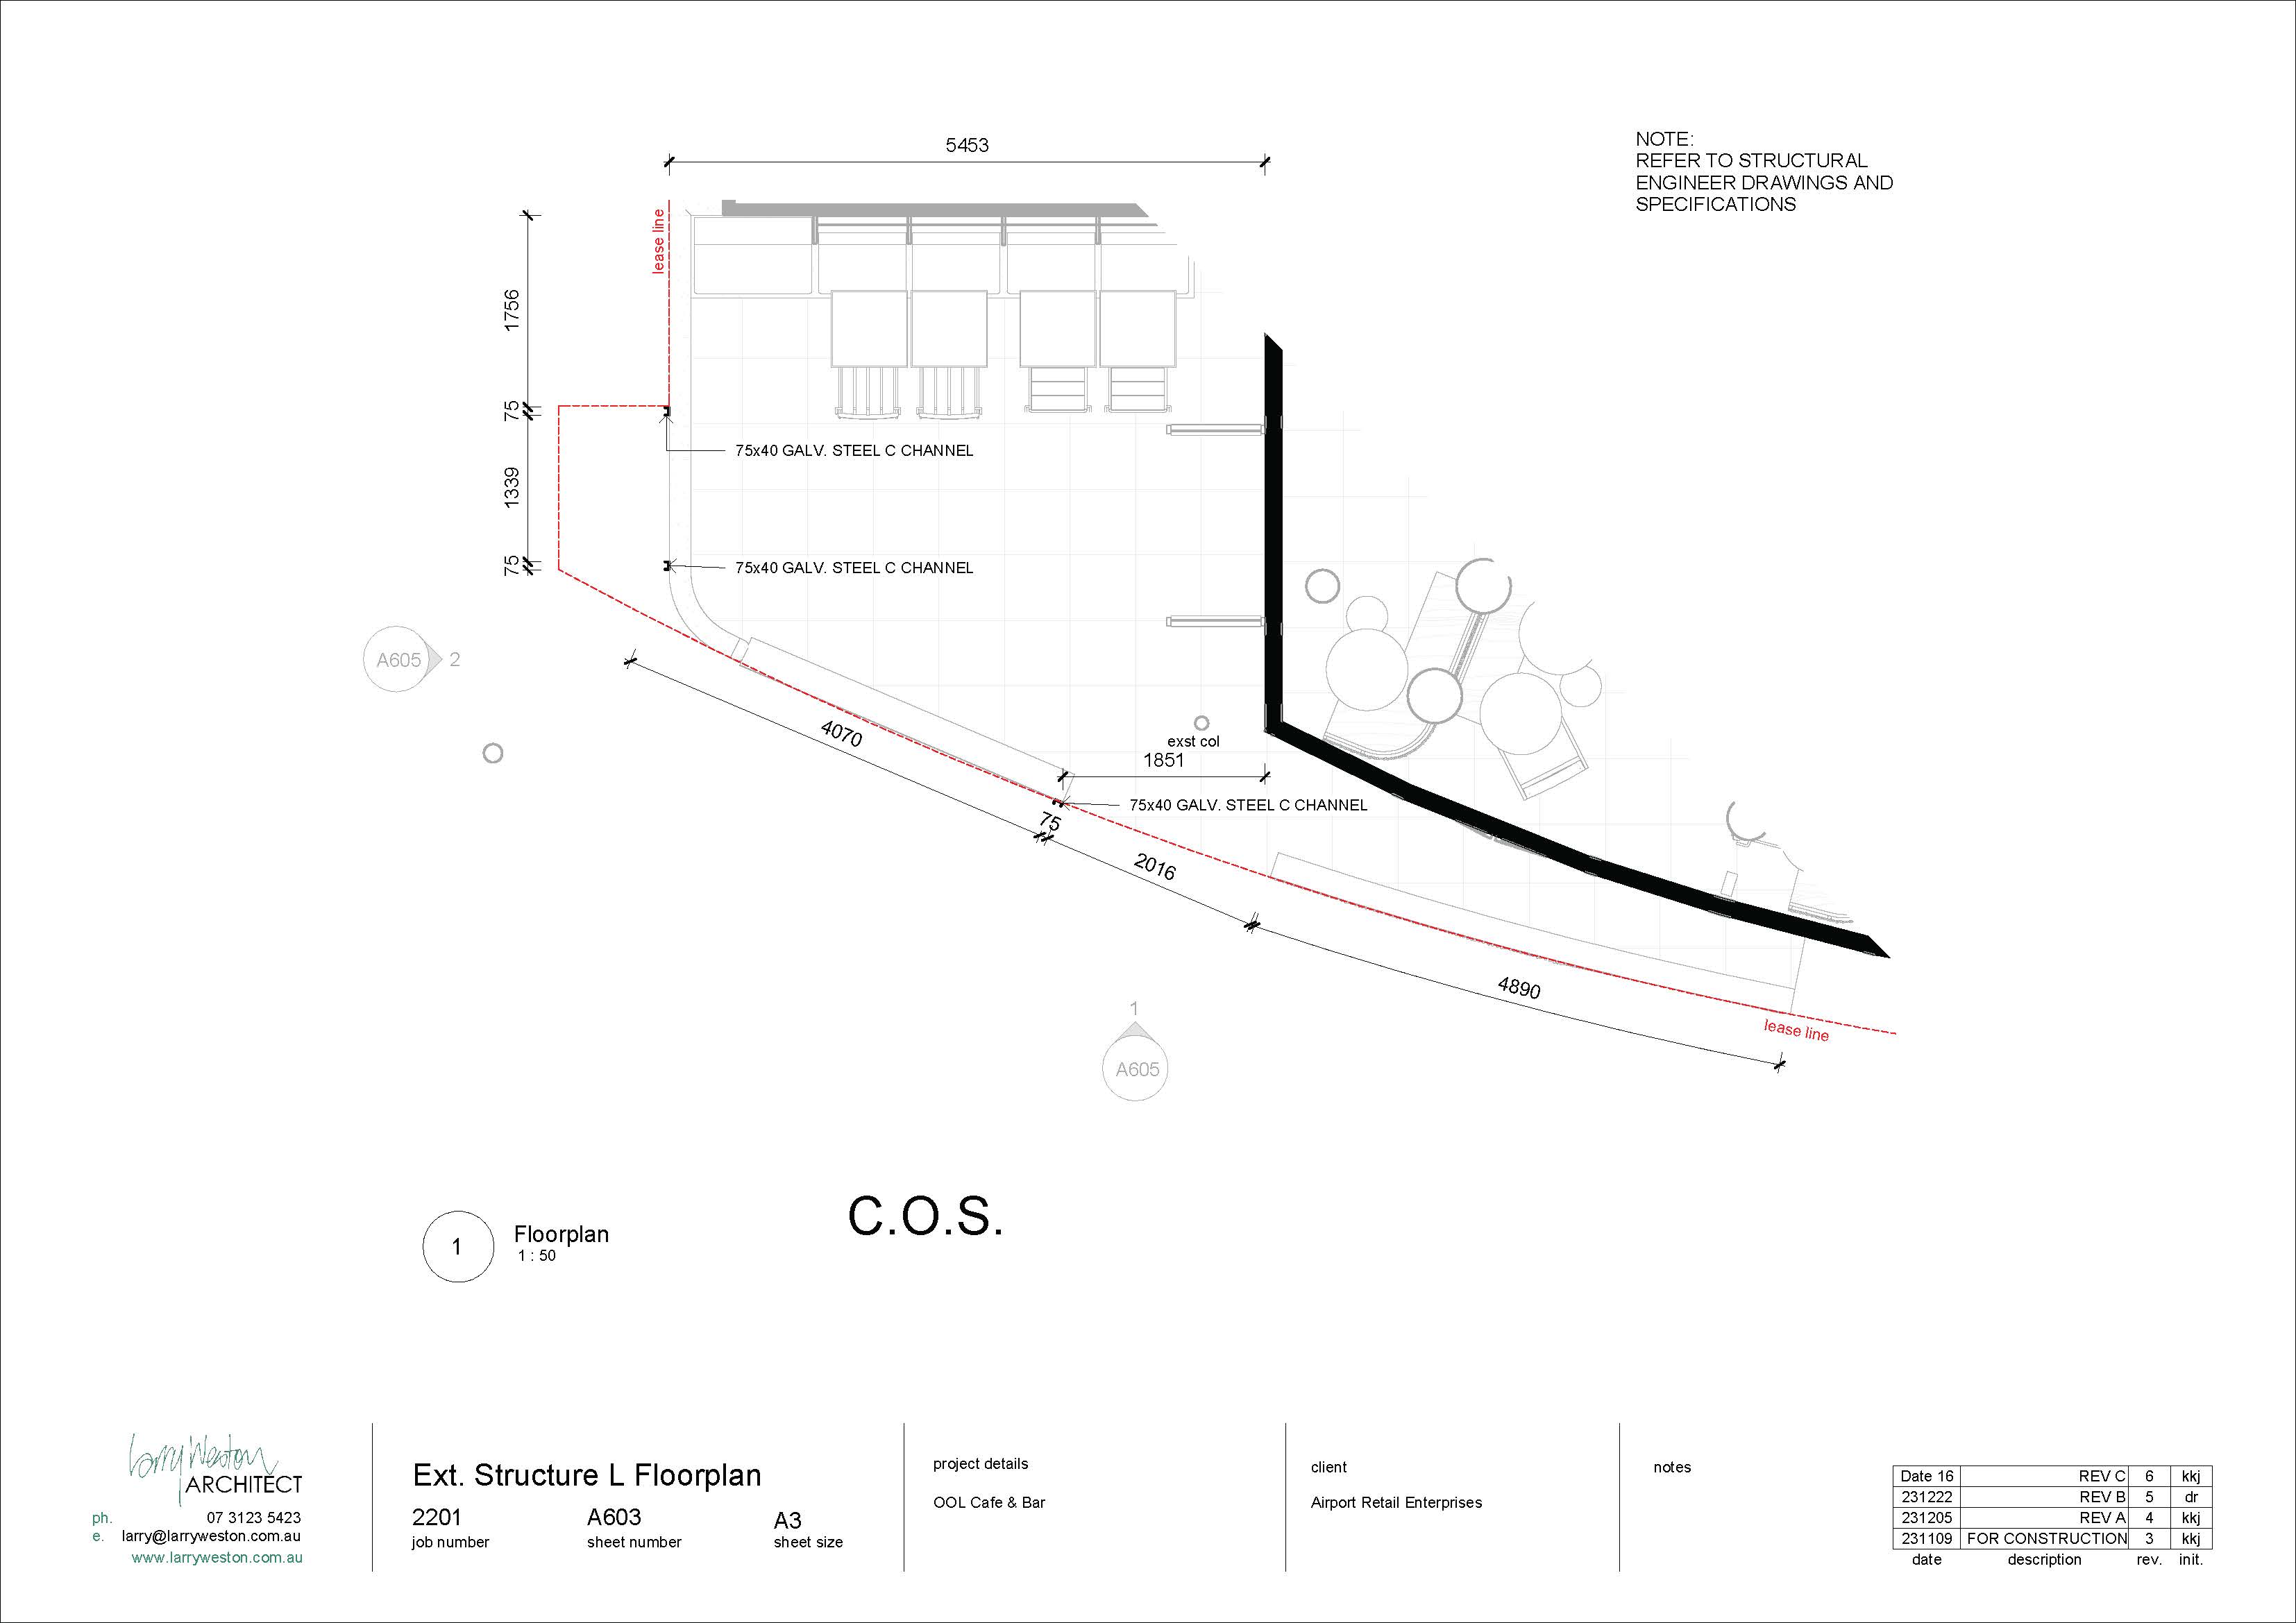 5453
NOTE:
REFER TO STRUCTURAL
ENGINEER DRAWINGS AND
SPECIFICATIONS
lease line
1756
75
75x40 GALV. STEEL C CHANNEL
1339
75
75x40 GALV. STEEL C CHANNEL
A605 2
4070
exst col
1851
75x40 GALV. STEEL C CHANNEL
75
2016
4890
lease line
1
A605
C.O.S.
1
Floorplan
1 : 50
Larry Weston
ARCHITECT
ph. 07 3123 5423
e. larry@larryweston.com.au
www.larryweston.com.au
Ext. Structure L Floorplan
2201 A603 A3
job number sheet number sheet size
project details
OOL Cafe & Bar
client
Airport Retail Enterprises
notes
Date 16 REV C 6 kkj
231222 REV B 5 dr
231205 REV A 4 kkj
231109 FOR CONSTRUCTION 3 kkj
date description rev. init.